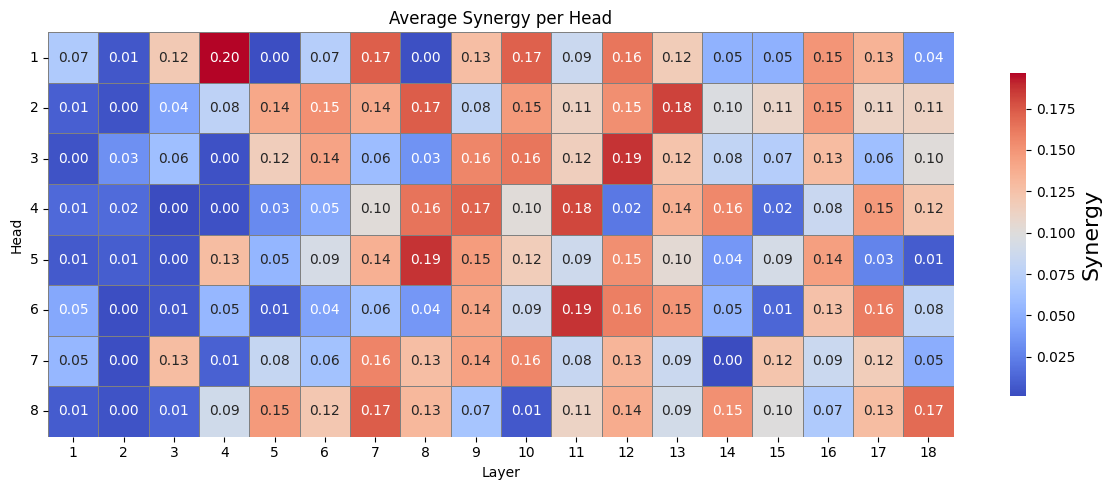 Average Synergy per Head
1 0.07 0.01 0.12 0.20 0.00 0.07 0.17 0.00 0.13 0.17 0.09 0.16 0.12 0.05 0.05 0.15 0.13 0.04
2 0.01 0.00 0.04 0.08 0.14 0.15 0.14 0.17 0.08 0.15 0.11 0.15 0.18 0.10 0.11 0.15 0.11 0.11
3 0.00 0.03 0.06 0.00 0.12 0.14 0.06 0.03 0.16 0.16 0.12 0.19 0.12 0.08 0.07 0.13 0.06 0.10
4 0.01 0.02 0.00 0.00 0.03 0.05 0.10 0.16 0.17 0.10 0.18 0.02 0.14 0.16 0.02 0.08 0.15 0.12
5 0.01 0.01 0.00 0.13 0.05 0.09 0.14 0.19 0.15 0.12 0.09 0.15 0.10 0.04 0.09 0.14 0.03 0.01
6 0.05 0.00 0.01 0.05 0.01 0.04 0.06 0.04 0.14 0.09 0.19 0.16 0.15 0.05 0.01 0.13 0.16 0.08
7 0.05 0.00 0.13 0.01 0.08 0.06 0.16 0.13 0.14 0.16 0.08 0.13 0.09 0.00 0.12 0.09 0.12 0.05
8 0.01 0.00 0.01 0.09 0.15 0.12 0.17 0.13 0.07 0.01 0.11 0.14 0.09 0.15 0.10 0.07 0.13 0.17
1 2 3 4 5 6 7 8 9 10 11 12 13 14 15 16 17 18
Layer
Head
0.175
0.150
0.125
0.100
0.075
0.050
0.025
Synergy